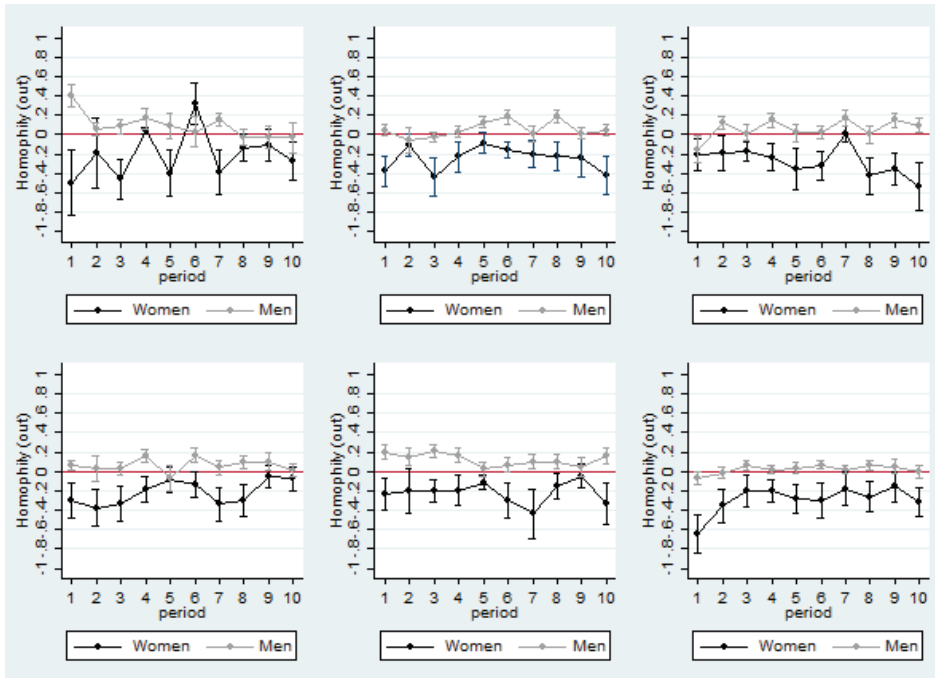 Homophily (out)
-1 -.8 -.6 -.4 -.2 0 .2 .4 .6 .8 1
1 2 3 4 5 6 7 8 9 10
period
Women Men
Homophily (out)
-1 -.8 -.6 -.4 -.2 0 .2 .4 .6 .8 1
1 2 3 4 5 6 7 8 9 10
period
Women Men
Homophily (out)
-1 -.8 -.6 -.4 -.2 0 .2 .4 .6 .8 1
1 2 3 4 5 6 7 8 9 10
period
Women Men
Homophily (out)
-1 -.8 -.6 -.4 -.2 0 .2 .4 .6 .8 1
1 2 3 4 5 6 7 8 9 10
period
Women Men
Homophily (out)
-1 -.8 -.6 -.4 -.2 0 .2 .4 .6 .8 1
1 2 3 4 5 6 7 8 9 10
period
Women Men
Homophily (out)
-1 -.8 -.6 -.4 -.2 0 .2 .4 .6 .8 1
1 2 3 4 5 6 7 8 9 10
period
Women Men